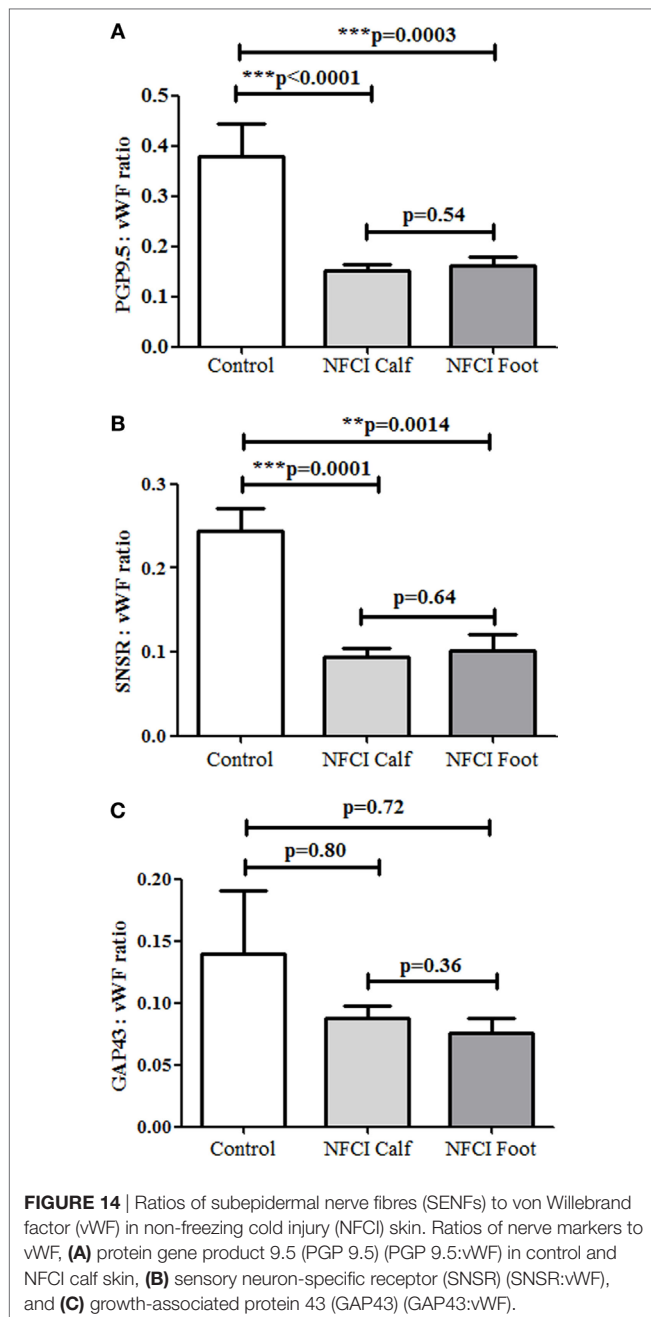 A
***p=0.0003
***p<0.0001
p=0.54
PGP9.5 : vWF ratio
0.5
0.4
0.3
0.2
0.1
0.0
Control NFCI Calf NFCI Foot
B
**p=0.0014
***p=0.0001
p=0.64
SNSR : vWF ratio
0.3
0.2
0.1
0.0
Control NFCI Calf NFCI Foot
C
p=0.72
p=0.80
p=0.36
GAP43 : vWF ratio
0.20
0.15
0.10
0.05
0.00
Control NFCI Calf NFCI Foot
FIGURE 14 | Ratios of subepidermal nerve fibres (SENFs) to von Willebrand
factor (vWF) in non-freezing cold injury (NFCI) skin. Ratios of nerve markers to
vWF, (A) protein gene product 9.5 (PGP 9.5) (PGP 9.5:vWF) in control and
NFCI calf skin, (B) sensory neuron-specific receptor (SNSR) (SNSR:vWF),
and (C) growth-associated protein 43 (GAP43) (GAP43:vWF).